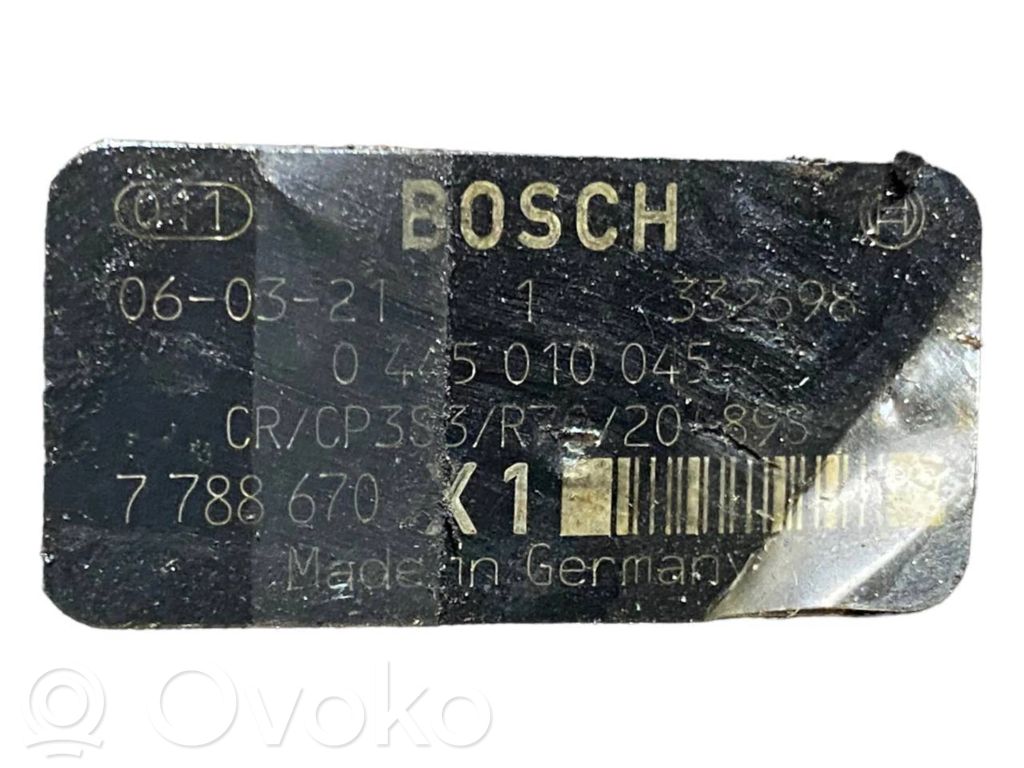 011 BOSCH
06-03-21 1 332698
0 445 010 045
7 788 670 X1
Made in Germany
Ovoko